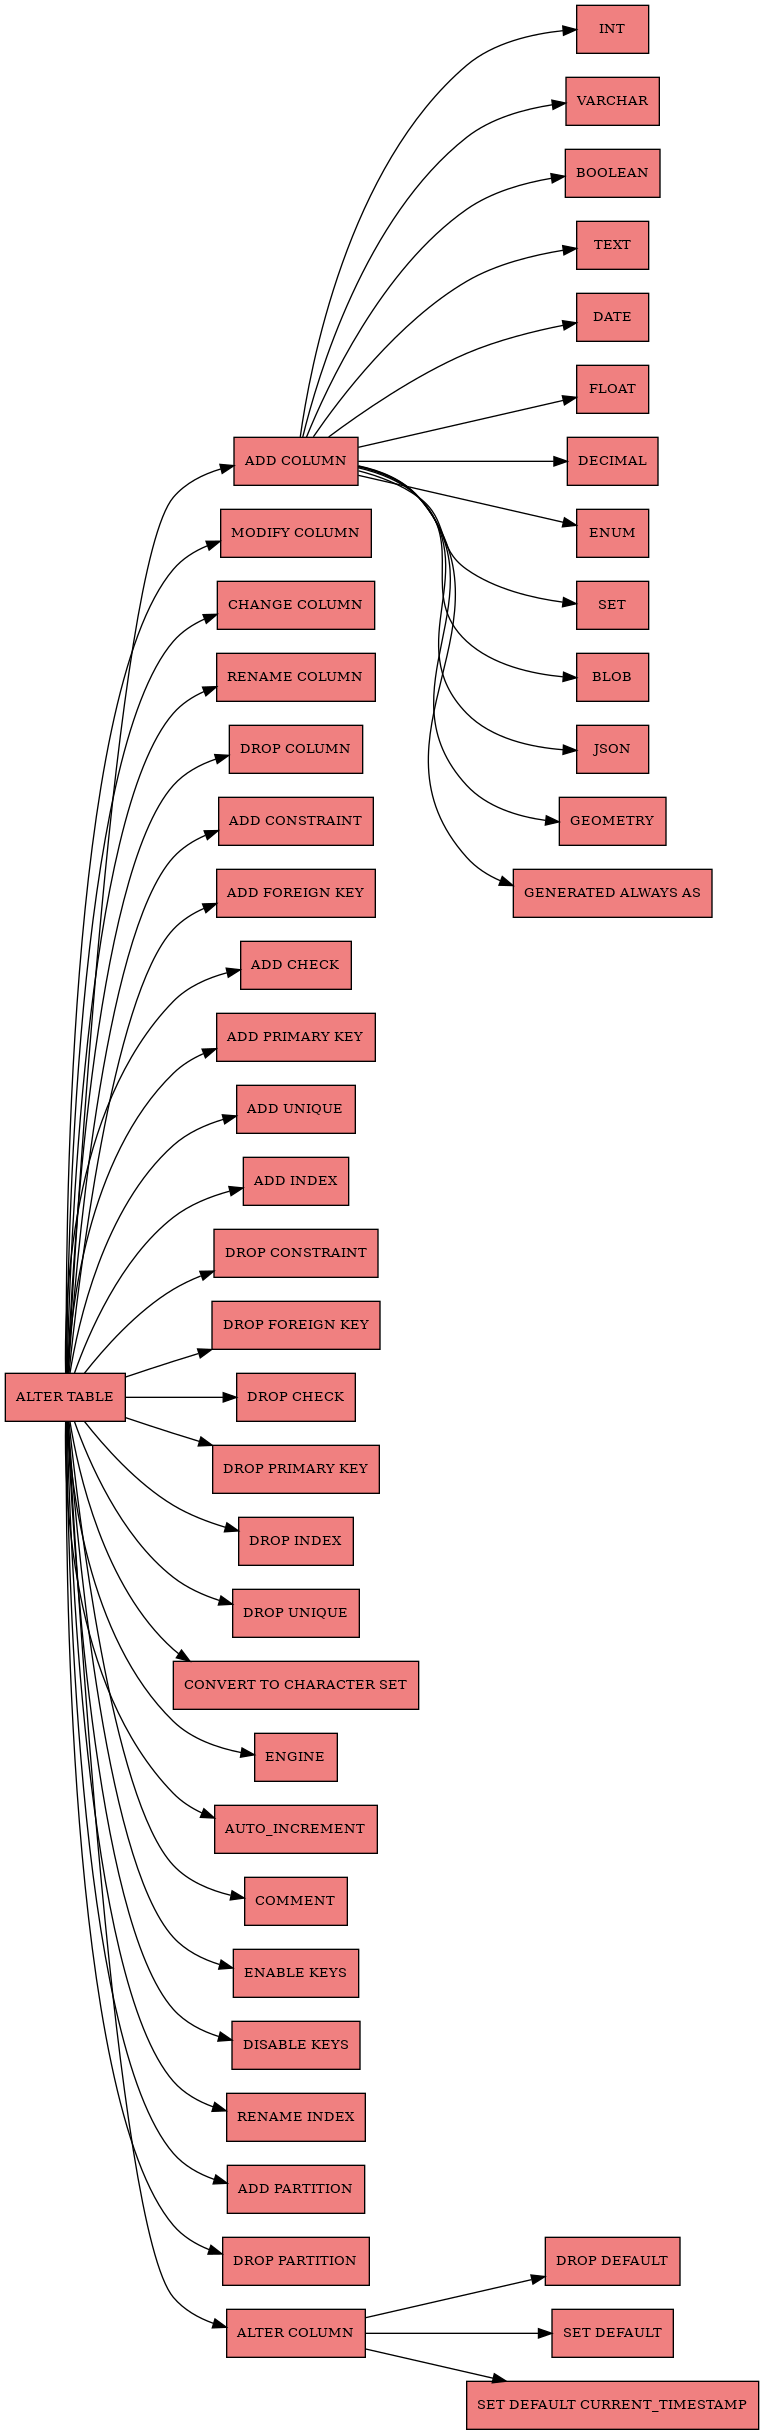 INT
VARCHAR
BOOLEAN
TEXT
DATE
FLOAT
ADD COLUMN
DECIMAL
MODIFY COLUMN
ENUM
CHANGE COLUMN
SET
RENAME COLUMN
BLOB
DROP COLUMN
JSON
ADD CONSTRAINT
GEOMETRY
ADD FOREIGN KEY
GENERATED ALWAYS AS
ADD CHECK
ADD PRIMARY KEY
ADD UNIQUE
ADD INDEX
DROP CONSTRAINT
DROP FOREIGN KEY
ALTER TABLE
DROP CHECK
DROP PRIMARY KEY
DROP INDEX
DROP UNIQUE
CONVERT TO CHARACTER SET
ENGINE
AUTO_INCREMENT
COMMENT
ENABLE KEYS
DISABLE KEYS
RENAME INDEX
ADD PARTITION
DROP PARTITION
DROP DEFAULT
ALTER COLUMN
SET DEFAULT
SET DEFAULT CURRENT_TIMESTAMP